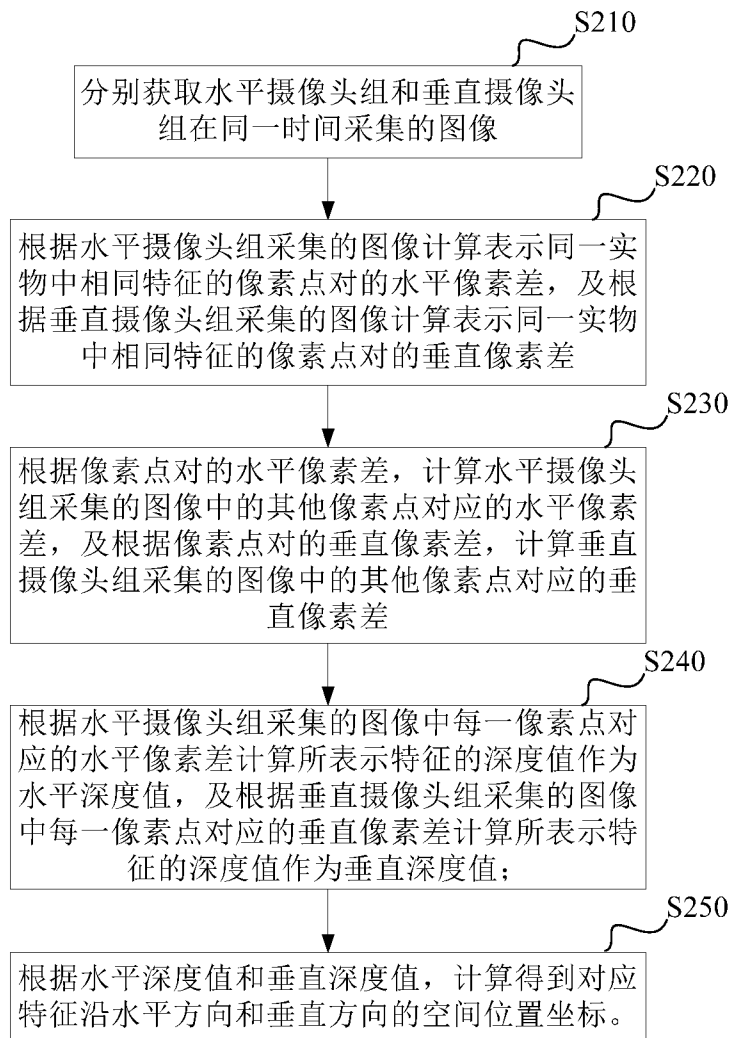 S210
分别获取水平摄像头组和垂直摄像头
组在同一时间采集的图像
S220
根据水平摄像头组采集的图像计算表示同一实
物中相同特征的像素点对的水平像素差，及根
据垂直摄像头组采集的图像计算表示同一实物
中相同特征的像素点对的垂直像素差
S230
根据像素点对的水平像素差，计算水平摄像头
组采集的图像中的其他像素点对应的水平像素
差，及根据像素点对的垂直像素差，计算垂直
摄像头组采集的图像中的其他像素点对应的垂
直像素差
S240
根据水平摄像头组采集的图像中每一像素点对
应的水平像素差计算所表示特征的深度值作为
水平深度值，及根据垂直摄像头组采集的图像
中每一像素点对应的垂直像素差计算所表示特
征的深度值作为垂直深度值；
S250
根据水平深度值和垂直深度值，计算得到对应
特征沿水平方向和垂直方向的空间位置坐标。